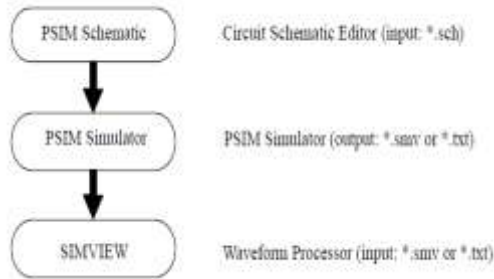 PSIM Schematic
Circuit Schematic Editor (input: *.sch)
PSIM Simulator
PSIM Simulator (output: *.smv or *.txt)
SIMVIEW
Waveform Processor (input: *.smv or *.txt)